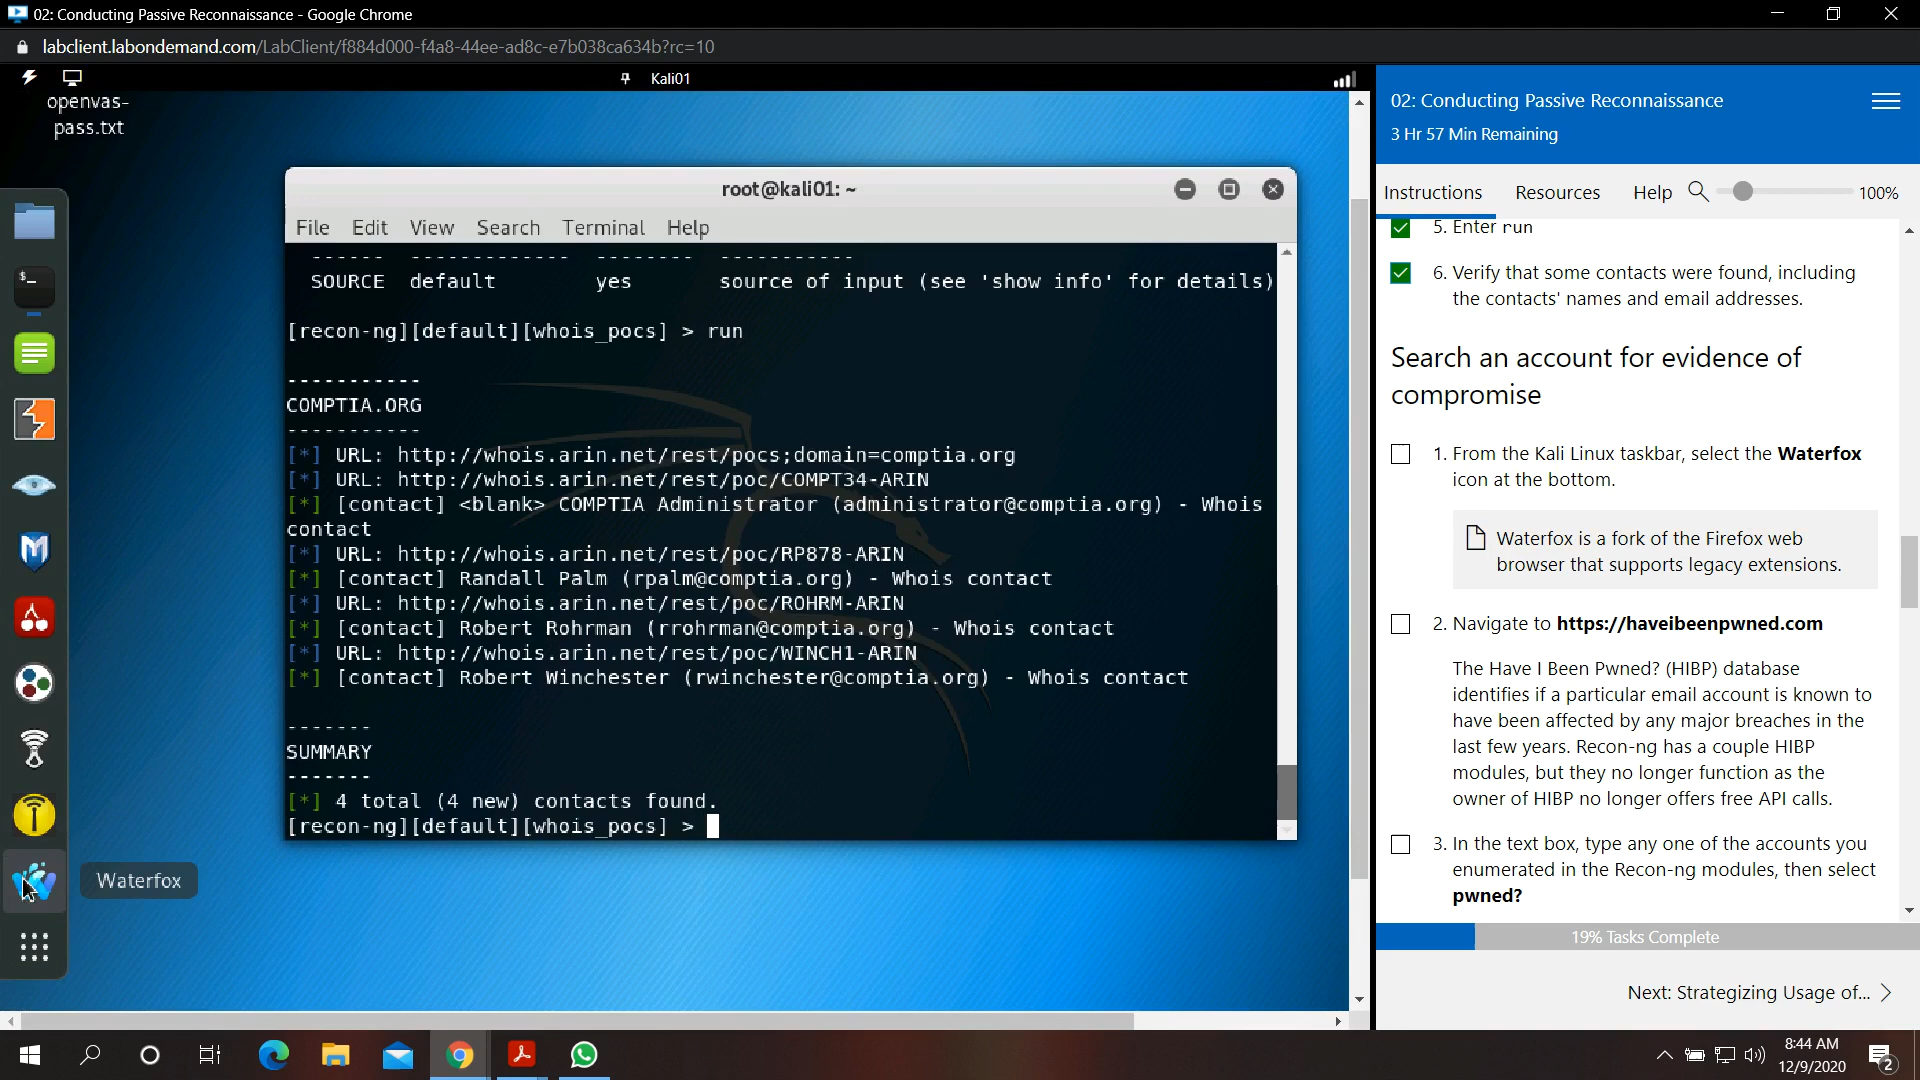 02: Conducting Passive Reconnaissance - Google Chrome
labclient.labondemand.com/LabClient/f884d000-f4a8-44ee-ad8c-e7b038ca634b?rc=10
Kali01
openvas-
pass.txt
root@kali01: ~
File Edit View Search Terminal Help
------ ------------- -------- -----------
SOURCE default yes source of input (see 'show info' for details)
[recon-ng][default][whois_pocs] > run
-----------
COMPTIA.ORG
-----------
[*] URL: http://whois.arin.net/rest/pocs;domain=comptia.org
[*] URL: http://whois.arin.net/rest/poc/COMPT34-ARIN
[*] [contact] <blank> COMPTIA Administrator (administrator@comptia.org) - Whois
contact
[*] URL: http://whois.arin.net/rest/poc/RP878-ARIN
[*] [contact] Randall Palm (rpalm@comptia.org) - Whois contact
[*] URL: http://whois.arin.net/rest/poc/ROHRM-ARIN
[*] [contact] Robert Rohrman (rrohrman@comptia.org) - Whois contact
[*] URL: http://whois.arin.net/rest/poc/WINCH1-ARIN
[*] [contact] Robert Winchester (rwinchester@comptia.org) - Whois contact
-------
SUMMARY
-------
[*] 4 total (4 new) contacts found.
[recon-ng][default][whois_pocs] >
Waterfox
02: Conducting Passive Reconnaissance
3 Hr 57 Min Remaining
Instructions Resources Help 100%
5. Enter run
6. Verify that some contacts were found, including
the contacts' names and email addresses.
Search an account for evidence of
compromise
1. From the Kali Linux taskbar, select the Waterfox
icon at the bottom.
Waterfox is a fork of the Firefox web
browser that supports legacy extensions.
2. Navigate to https://haveibeenpwned.com
The Have I Been Pwned? (HIBP) database
identifies if a particular email account is known to
have been affected by any major breaches in the
last few years. Recon-ng has a couple HIBP
modules, but they no longer function as the
owner of HIBP no longer offers free API calls.
3. In the text box, type any one of the accounts you
enumerated in the Recon-ng modules, then select
pwned?
19% Tasks Complete
Next: Strategizing Usage of...
8:44 AM
12/9/2020
2